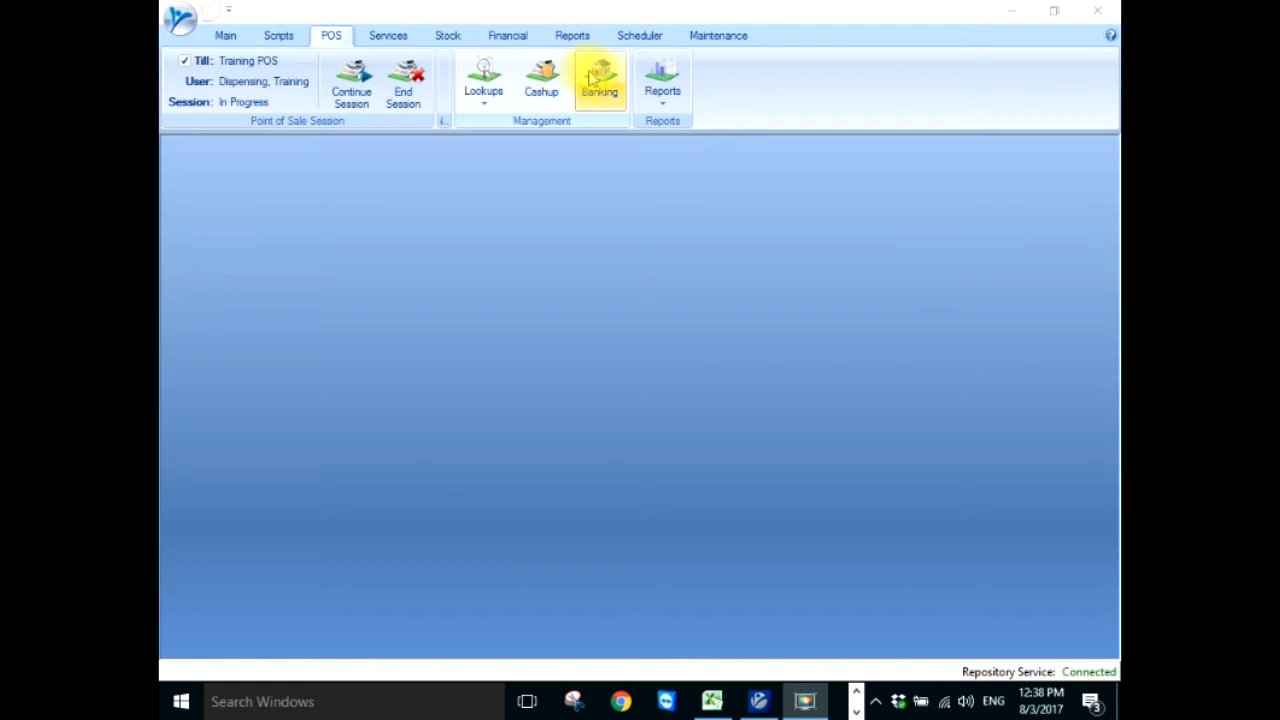 Main Scripts POS Services Stock Financial Reports Scheduler Maintenance
Till: Training POS
User: Dispensing, Training
Session: In Progress
Continue Session
End Session
Point of Sale Session
Lookups
Cashup
Banking
Management
Reports
Reports
Repository Service: Connected
Search Windows
ENG
12:38 PM
8/3/2017
3